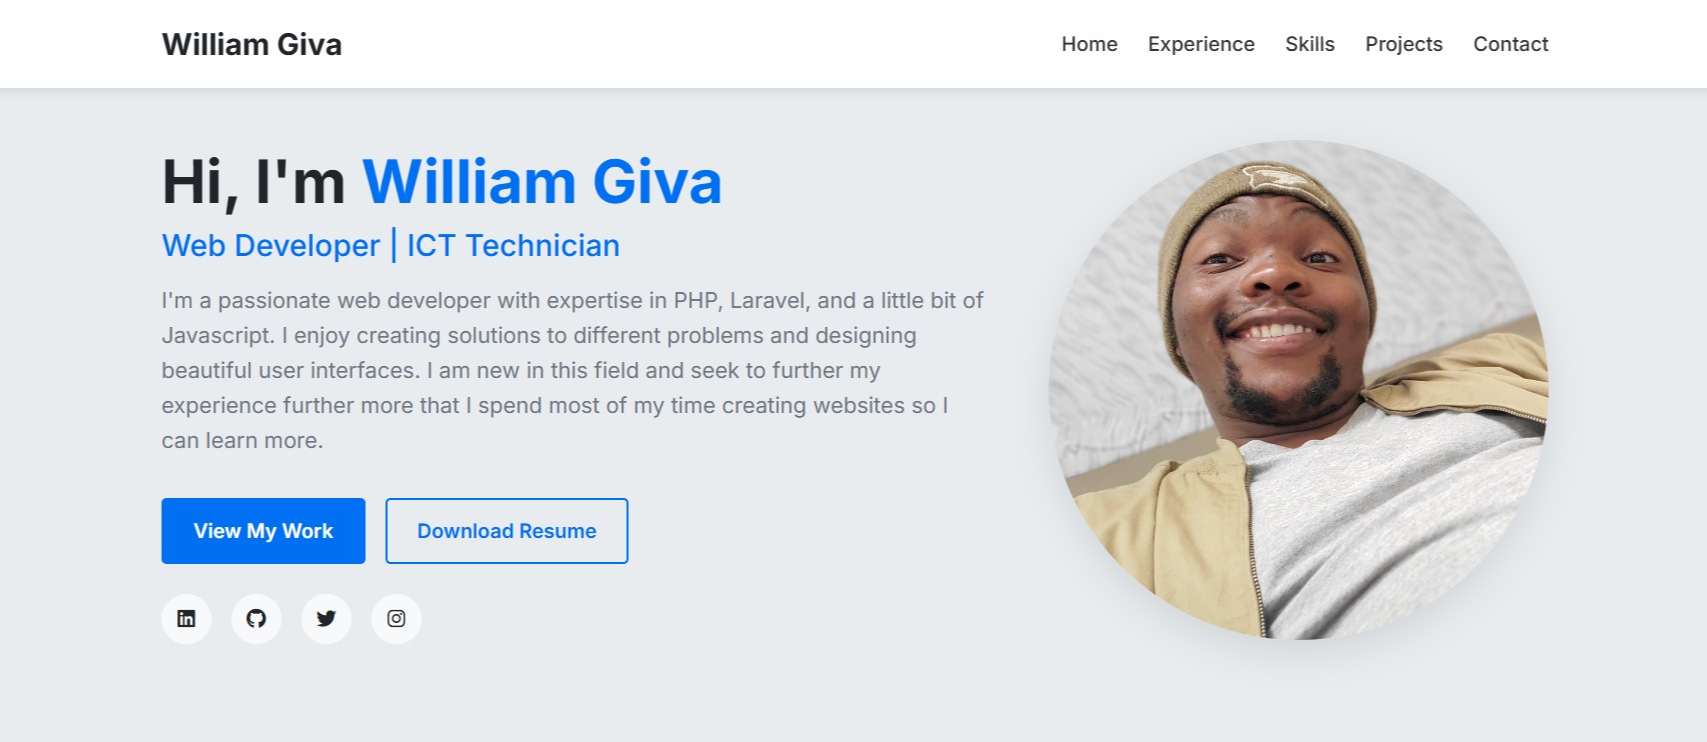 William Giva
Home Experience Skills Projects Contact
Hi, I'm William Giva
Web Developer | ICT Technician
I'm a passionate web developer with expertise in PHP, Laravel, and a little bit of
Javascript. I enjoy creating solutions to different problems and designing
beautiful user interfaces. I am new in this field and seek to further my
experience further more that I spend most of my time creating websites so I
can learn more.
View My Work
Download Resume